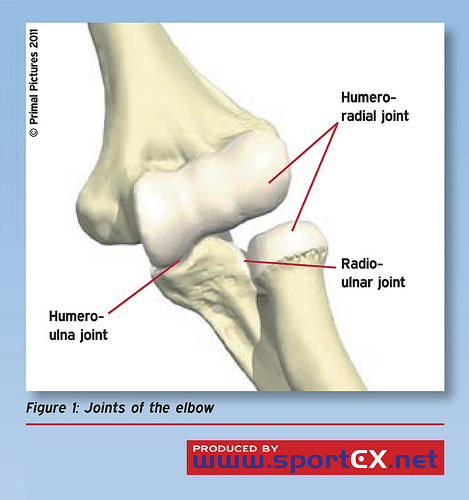 © Primal Pictures 2011
Humero-
radial joint
Radio-
ulnar joint
Humero-
ulna joint
Figure 1: Joints of the elbow
PRODUCED BY
www.sportEX.net